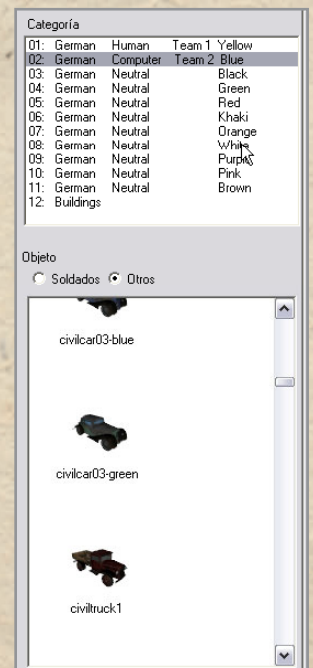 Categoría
01: German Human Team 1 Yellow
02: German Computer Team 2 Blue
03: German Neutral Black
04: German Neutral Green
05: German Neutral Red
06: German Neutral Khaki
07: German Neutral Orange
08: German Neutral White
09: German Neutral Purple
10: German Neutral Pink
11: German Neutral Brown
12: Buildings
Objeto
Soldados Otros
civilcar03-blue
civilcar03-green
civiltruck1